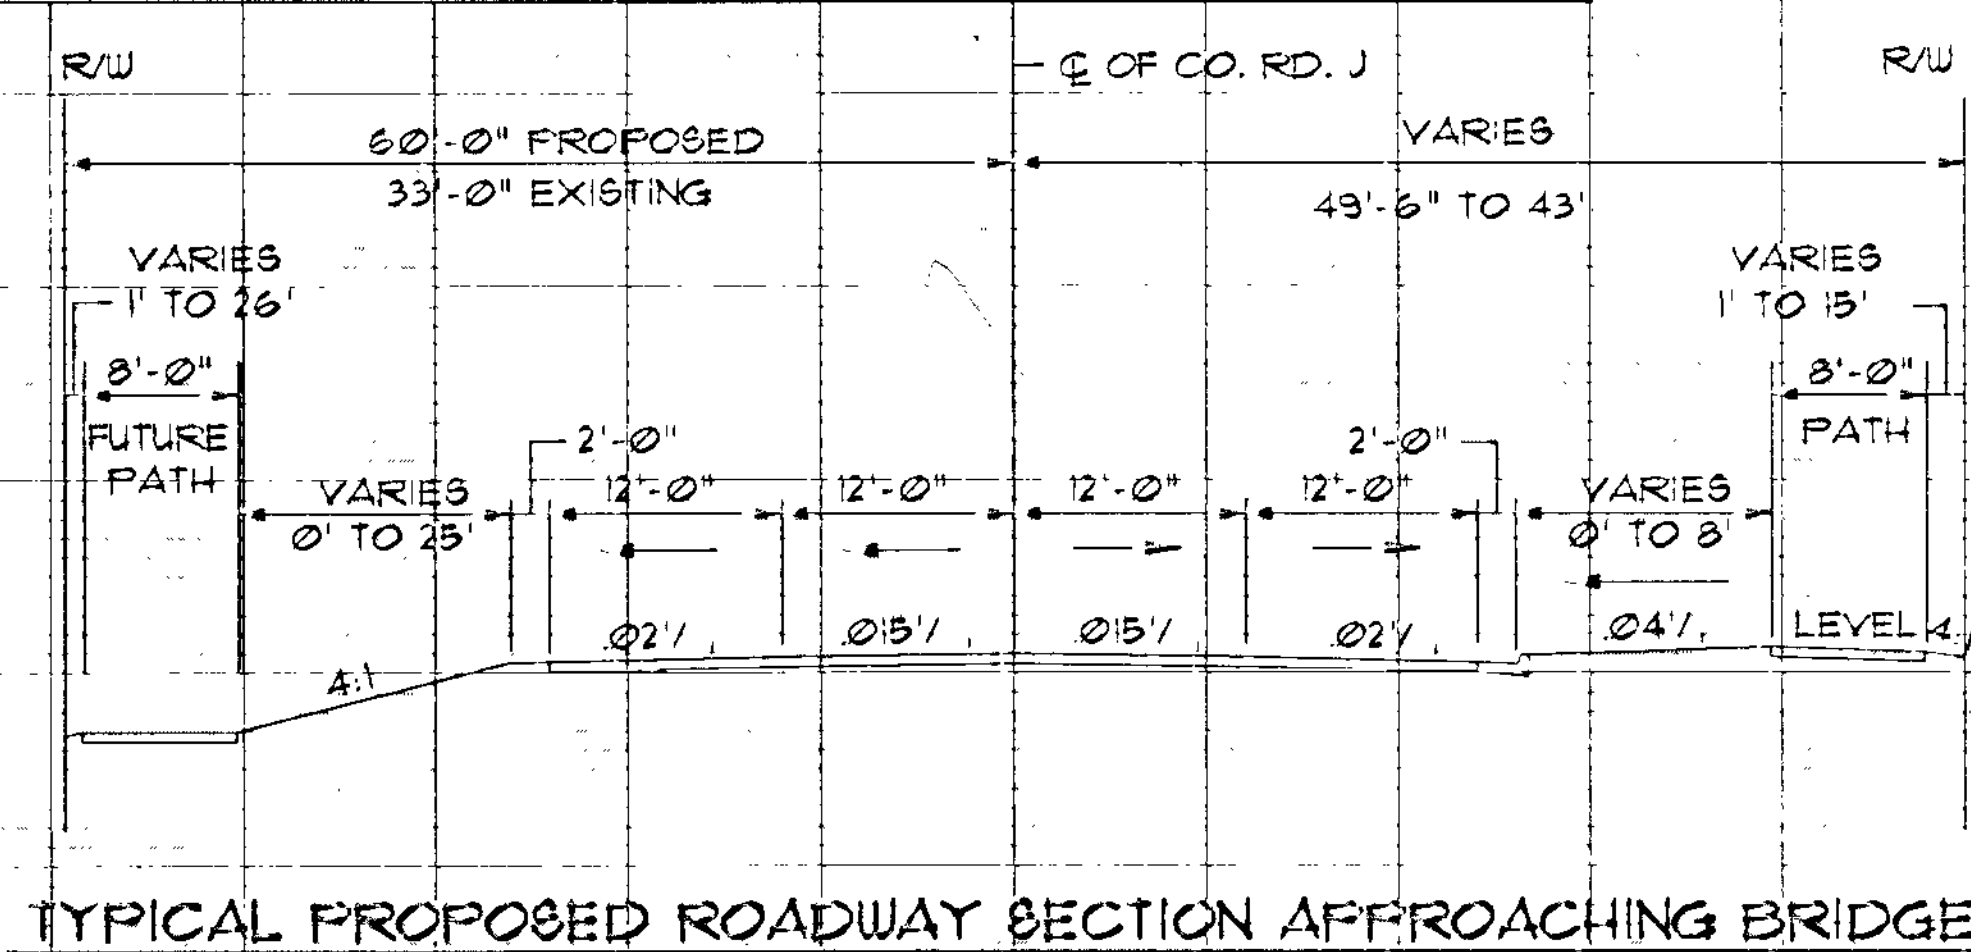 R/W
℄ OF CO. RD. J
R/W
60'-0" PROPOSED
VARIES
33'-0" EXISTING
49'-6" TO 43'
VARIES
1' TO 26'
VARIES
1' TO 15'
8'-0"
8'-0"
FUTURE
PATH
PATH
2'-0"
2'-0"
VARIES
0' TO 25'
12'-0"
12'-0"
12'-0"
12'-0"
VARIES
0' TO 8'
.02'/'
.015'/'
.015'/'
.02'/'
.04'/'
LEVEL
4:1
TYPICAL PROPOSED ROADWAY SECTION APPROACHING BRIDGE